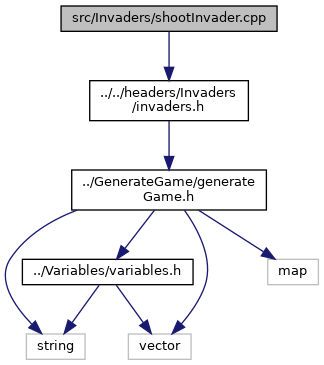 src/Invaders/shootInvader.cpp
../../headers/Invaders
/invaders.h
../GenerateGame/generate
Game.h
../Variables/variables.h
map
string
vector